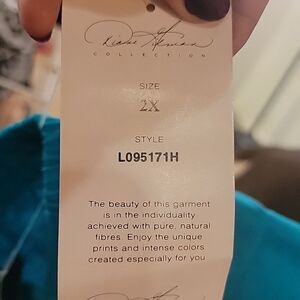 COLLECTION
SIZE
2X
STYLE
L095171H
The beauty of this garment
is in the individuality
achieved with pure, natural
fibres. Enjoy the unique
prints and intense colors
created especially for you